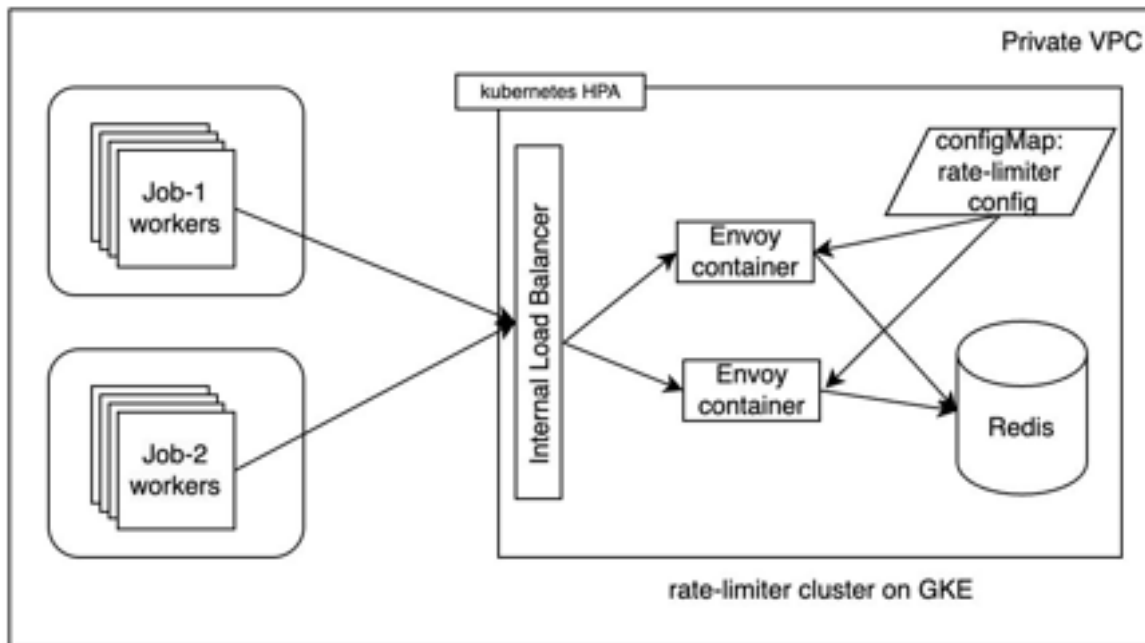 Private VPC
kubernetes HPA
Job-1
workers
Internal Load Balancer
configMap:
rate-limiter
config
Envoy
container
Envoy
container
Redis
Job-2
workers
rate-limiter cluster on GKE